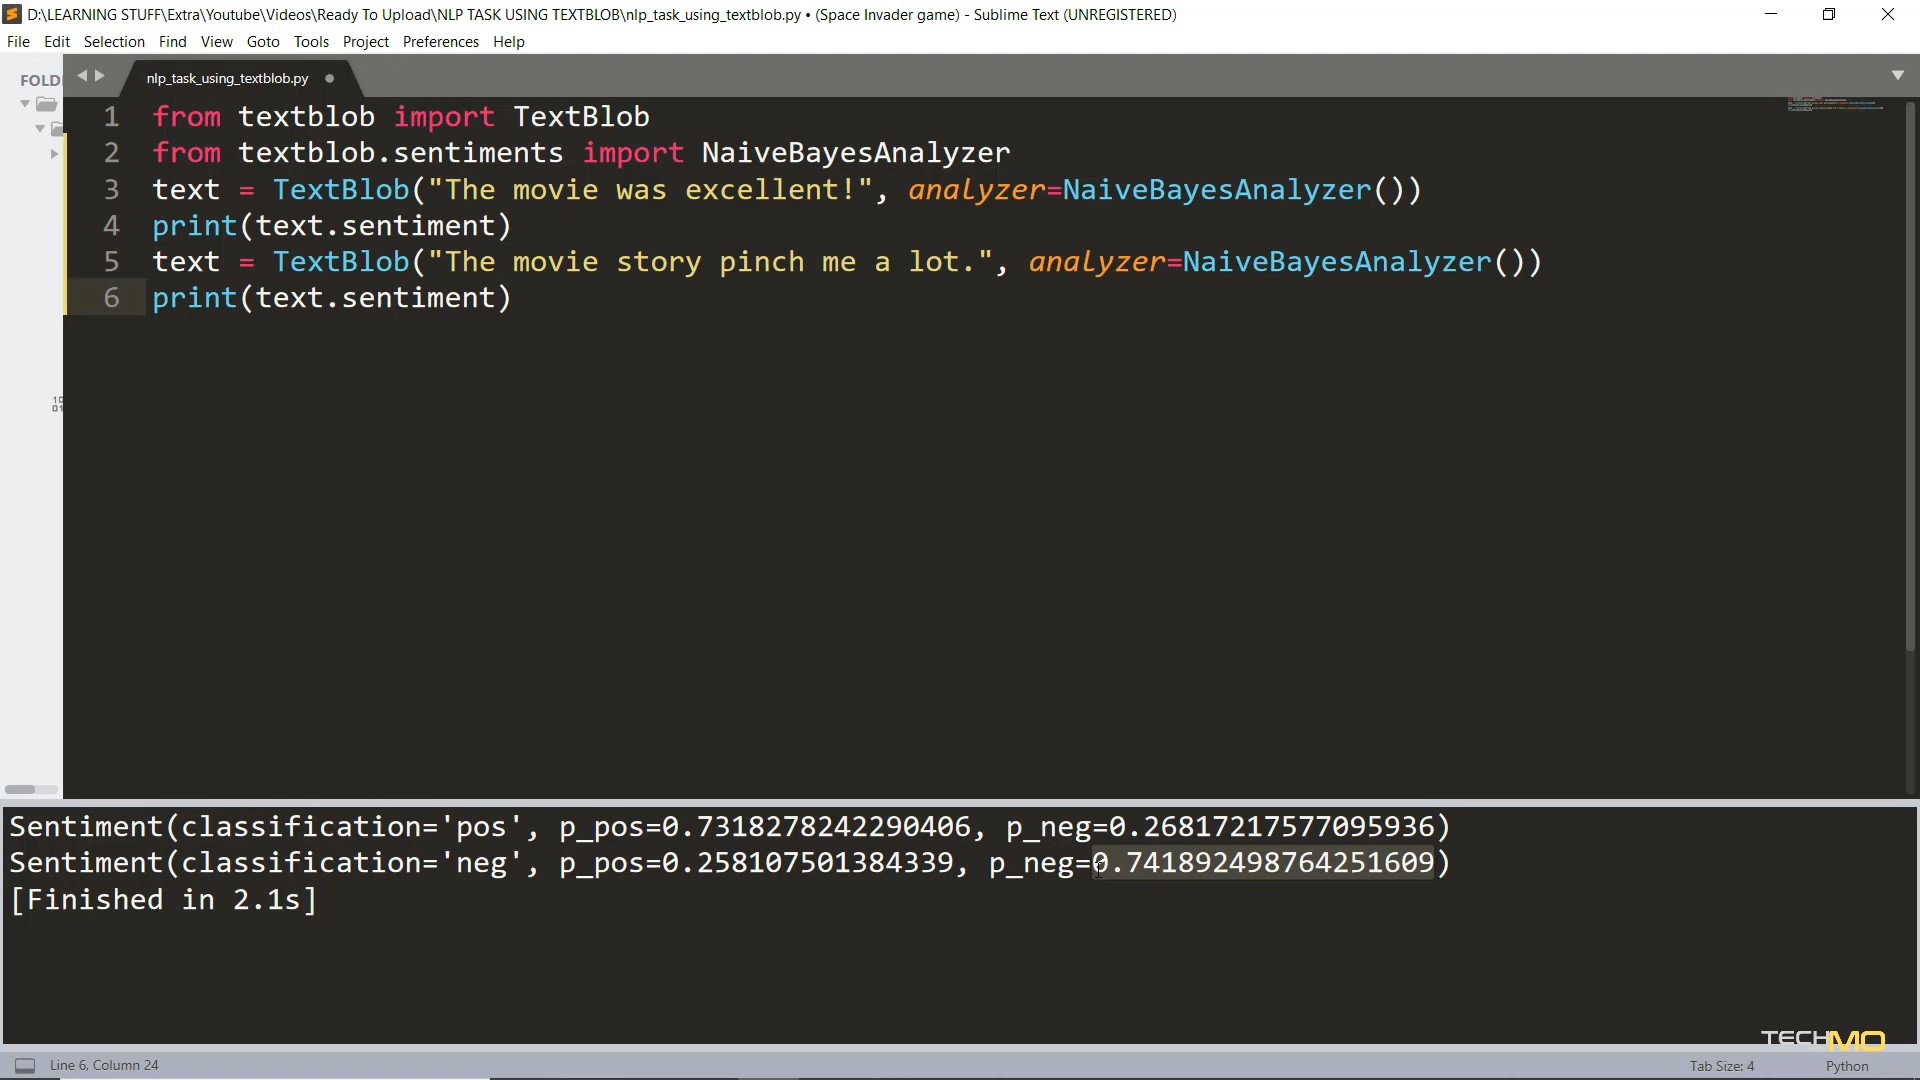 D:\LEARNING STUFF\Extra\Youtube\Videos\Ready To Upload\NLP TASK USING TEXTBLOB\nlp_task_using_textblob.py • (Space Invader game) - Sublime Text (UNREGISTERED)
File Edit Selection Find View Goto Tools Project Preferences Help
FOLD
nlp_task_using_textblob.py
1 from textblob import TextBlob
2 from textblob.sentiments import NaiveBayesAnalyzer
3 text = TextBlob("The movie was excellent!", analyzer=NaiveBayesAnalyzer())
4 print(text.sentiment)
5 text = TextBlob("The movie story pinch me a lot.", analyzer=NaiveBayesAnalyzer())
6 print(text.sentiment)
Sentiment(classification='pos', p_pos=0.7318278242290406, p_neg=0.26817217577095936)
Sentiment(classification='neg', p_pos=0.258107501384339, p_neg=0.741892498764251609)
[Finished in 2.1s]
TECHMO
Line 6, Column 24
Tab Size: 4
Python